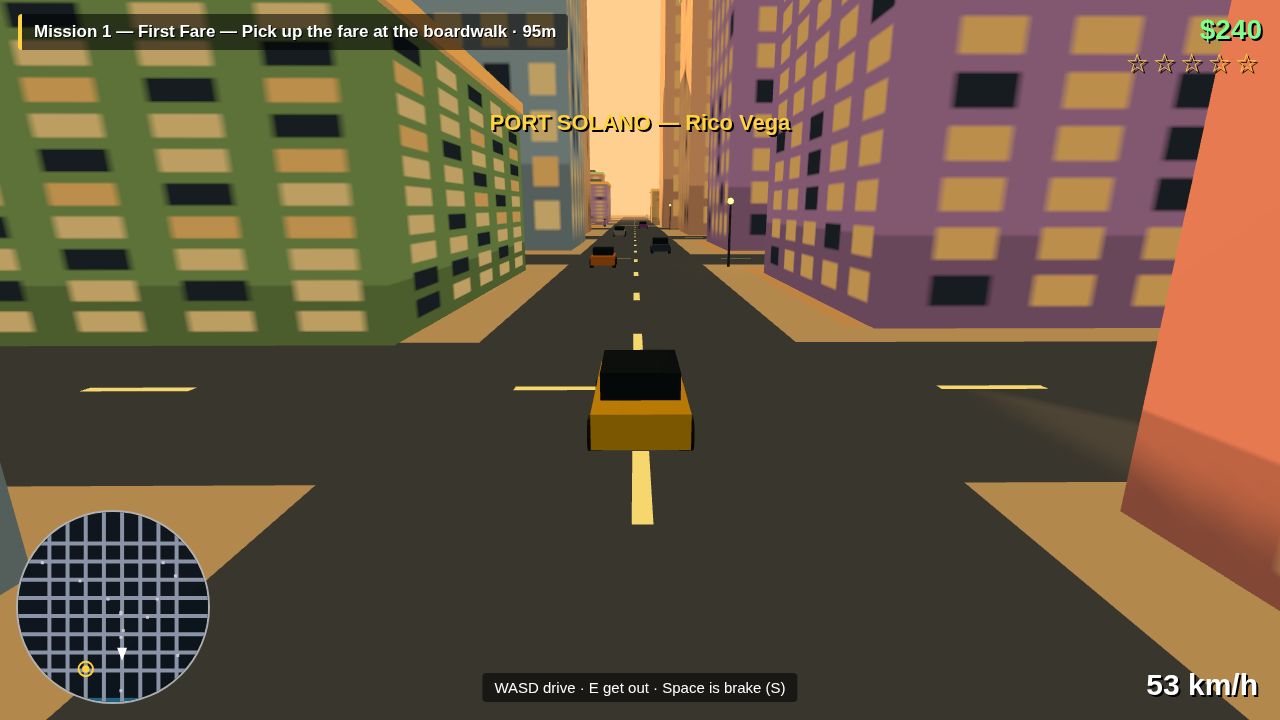 Mission 1 — First Fare — Pick up the fare at the boardwalk · 95m
$240
☆☆☆☆☆
PORT SOLANO — Rico Vega
WASD drive · E get out · Space is brake (S)
53 km/h